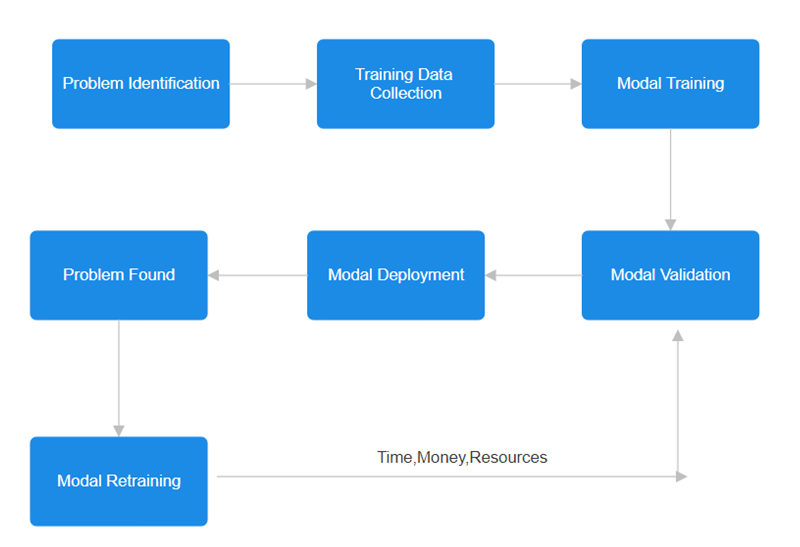 Problem Identification
Training Data
Collection
Modal Training
Problem Found
Modal Deployment
Modal Validation
Time,Money,Resources
Modal Retraining